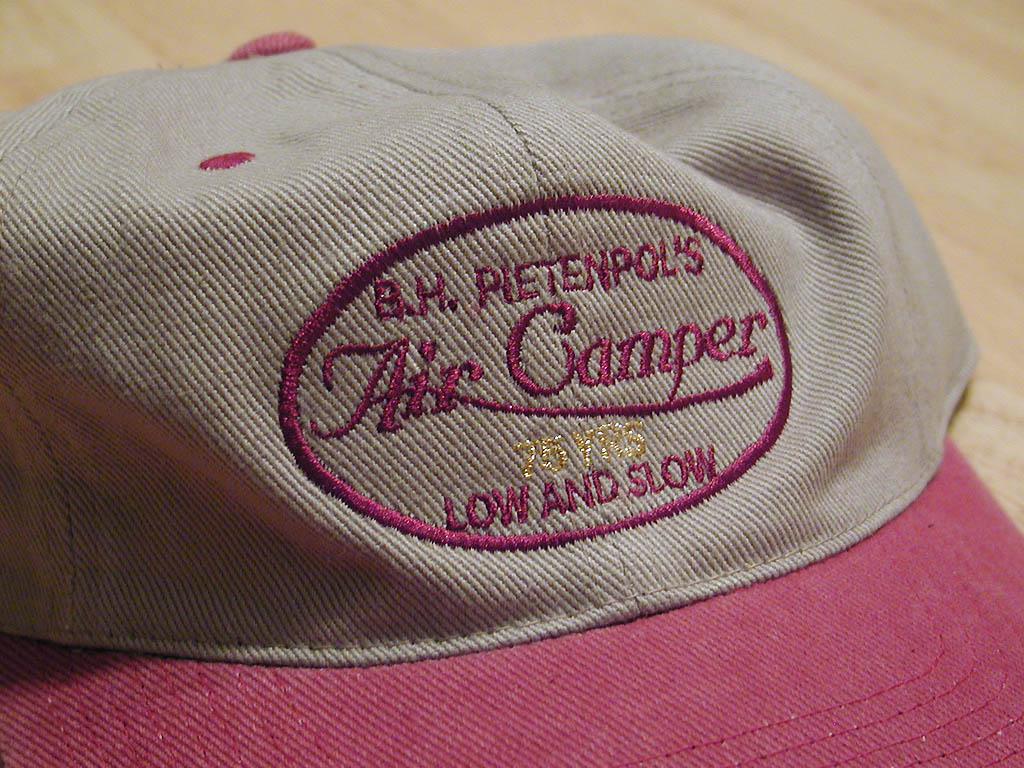 B.H. PIETENPOL'S
Air Camper
75 YRS
LOW AND SLOW